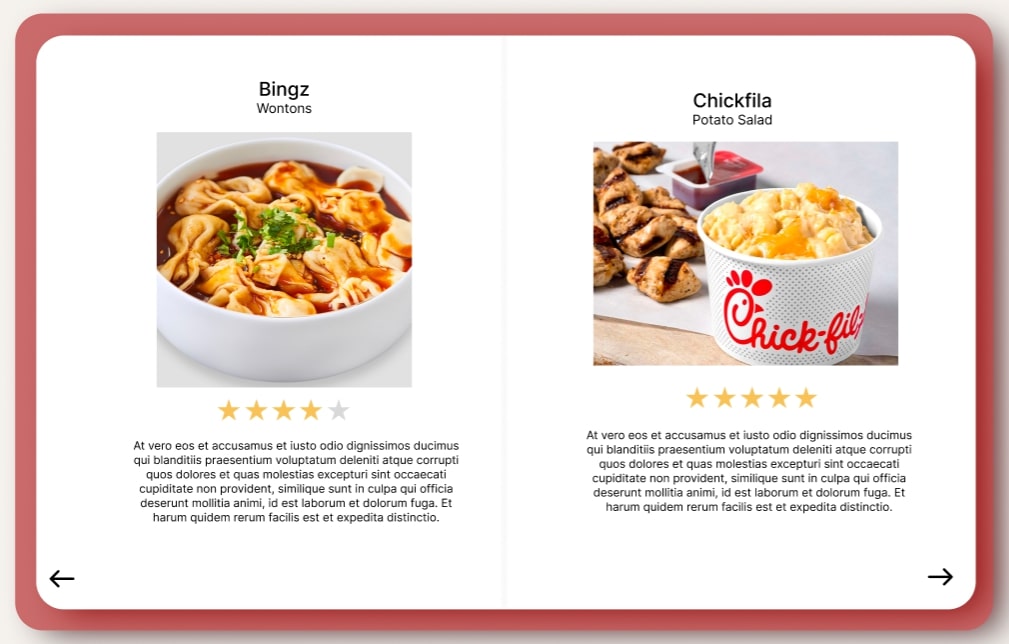 Bingz
Wontons
At vero eos et accusamus et iusto odio dignissimos ducimus
qui blanditiis praesentium voluptatum deleniti atque corrupti
quos dolores et quas molestias excepturi sint occaecati
cupiditate non provident, similique sunt in culpa qui officia
deserunt mollitia animi, id est laborum et dolorum fuga. Et
harum quidem rerum facilis est et expedita distinctio.
Chickfila
Potato Salad
Chick-fil-
At vero eos et accusamus et iusto odio dignissimos ducimus
qui blanditiis praesentium voluptatum deleniti atque corrupti
quos dolores et quas molestias excepturi sint occaecati
cupiditate non provident, similique sunt in culpa qui officia
deserunt mollitia animi, id est laborum et dolorum fuga. Et
harum quidem rerum facilis est et expedita distinctio.